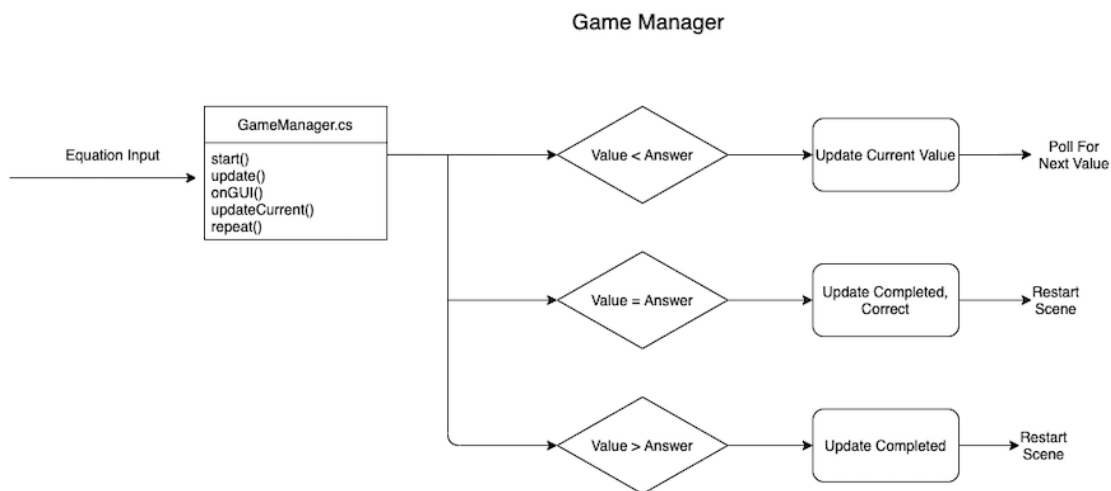 Game Manager
Equation Input
GameManager.cs
start()
update()
onGUI()
updateCurrent()
repeat()
Value < Answer
Update Current Value
Poll For
Next Value
Value = Answer
Update Completed,
Correct
Restart
Scene
Value > Answer
Update Completed
Restart
Scene